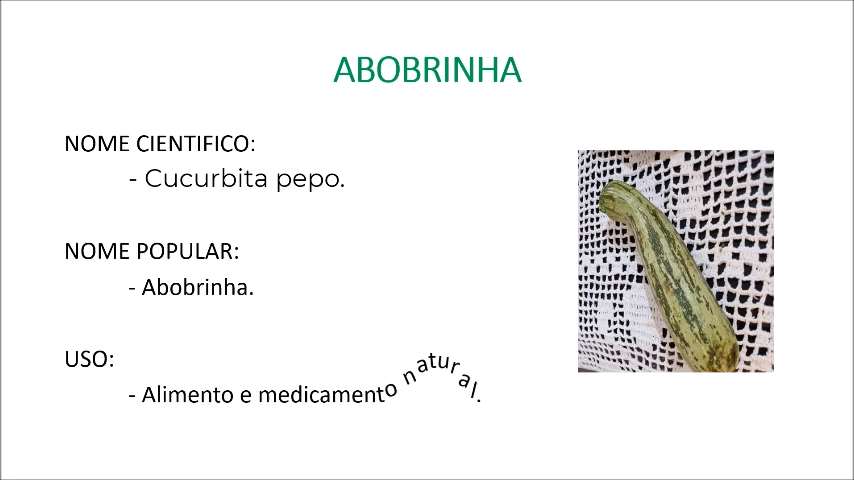 ABOBRINHA
NOME CIENTIFICO:
- Cucurbita pepo.
NOME POPULAR:
- Abobrinha.
USO:
- Alimento e medicamento natural.